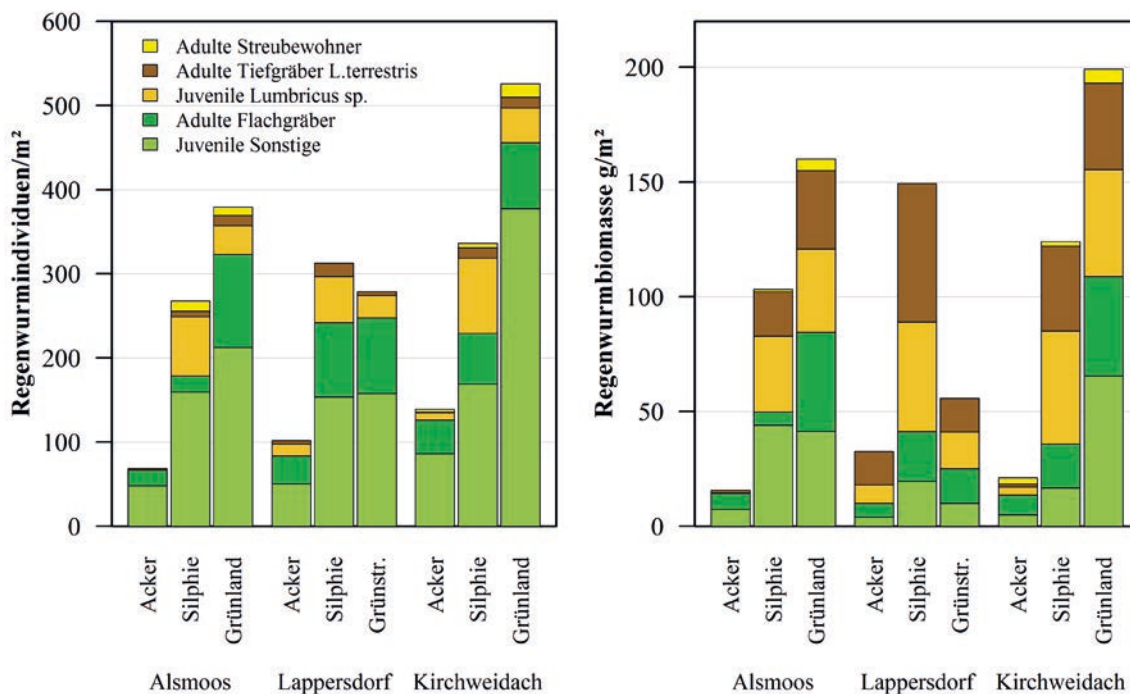 Regenwurmindividuen/m²
600
500
400
300
200
100
0
Adulte Streubewohner
Adulte Tiefgräber L.terrestris
Juvenile Lumbricus sp.
Adulte Flachgräber
Juvenile Sonstige
Acker
Silphie
Grünland
Acker
Silphie
Grünstr.
Acker
Silphie
Grünland
Alsmoos
Lappersdorf
Kirchweidach
Regenwurmbiomasse g/m²
200
150
100
50
0
Acker
Silphie
Grünland
Acker
Silphie
Grünstr.
Acker
Silphie
Grünland
Alsmoos
Lappersdorf
Kirchweidach